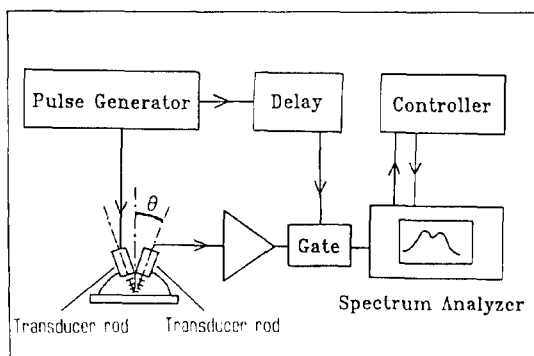 Pulse Generator
Delay
Controller
θ
Gate
Spectrum Analyzer
Transducer rod
Transducer rod